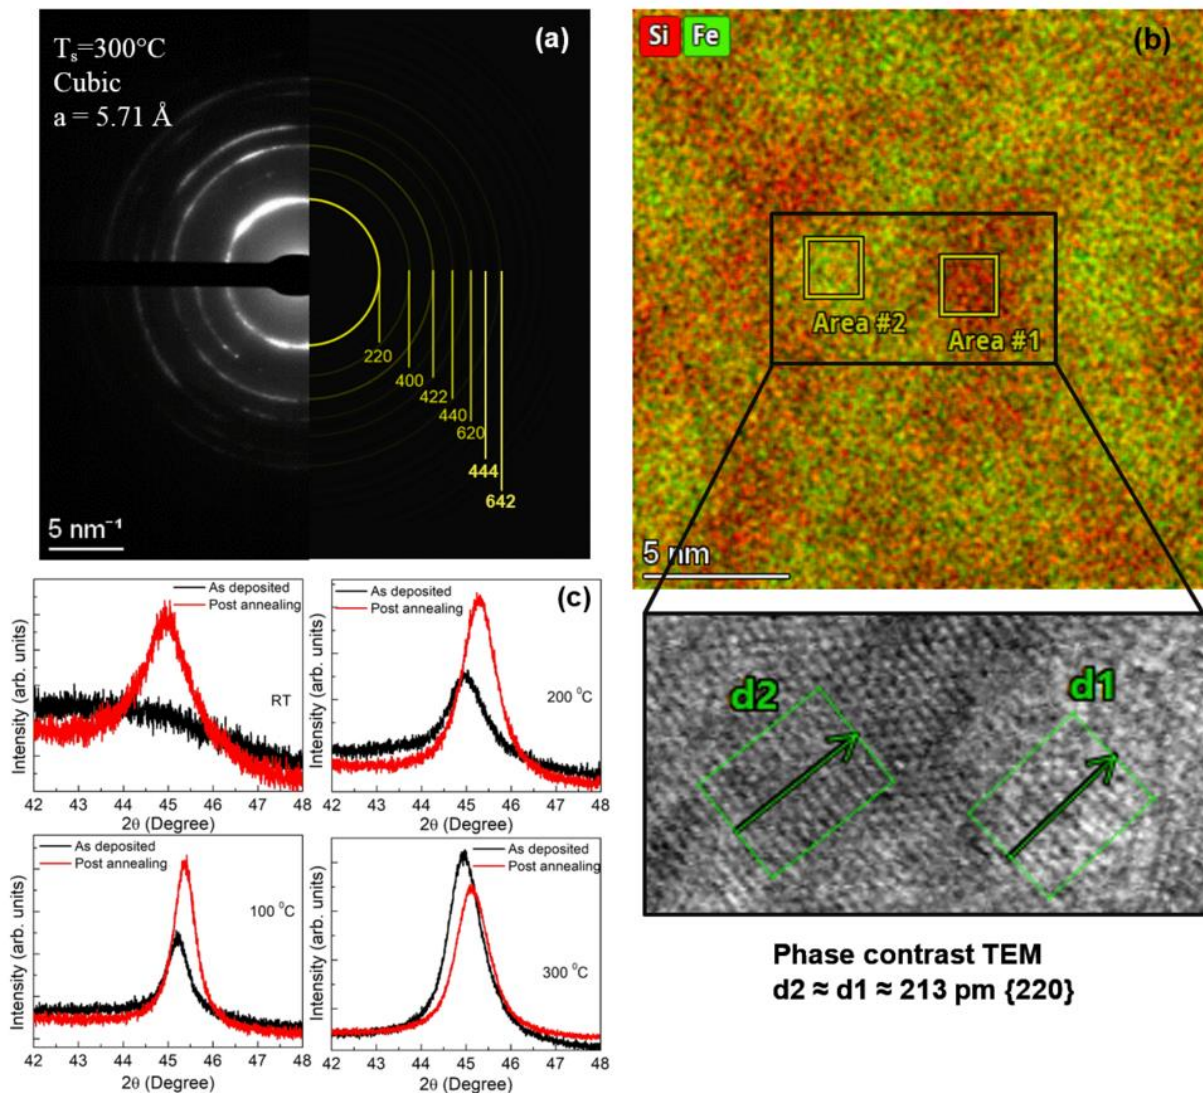 (a)
Tₛ=300°C
Cubic
a = 5.71 Å
220
400
422
440
620
444
642
5 nm⁻¹
Si Fe
(b)
Area #2
Area #1
5 nm
d2
d1
Phase contrast TEM
d2 ≈ d1 ≈ 213 pm {220}
As deposited
Post annealing
RT
Intensity (arb. units)
42 43 44 45 46 47 48
2θ (Degree)
(c)
As deposited
Post annealing
200 ⁰C
Intensity (arb. units)
42 43 44 45 46 47 48
2θ (Degree)
As deposited
Post annealing
100 ⁰C
Intensity (arb. units)
42 43 44 45 46 47 48
2θ (Degree)
As deposited
Post annealing
300 ⁰C
Intensity (arb. units)
42 43 44 45 46 47 48
2θ (Degree)